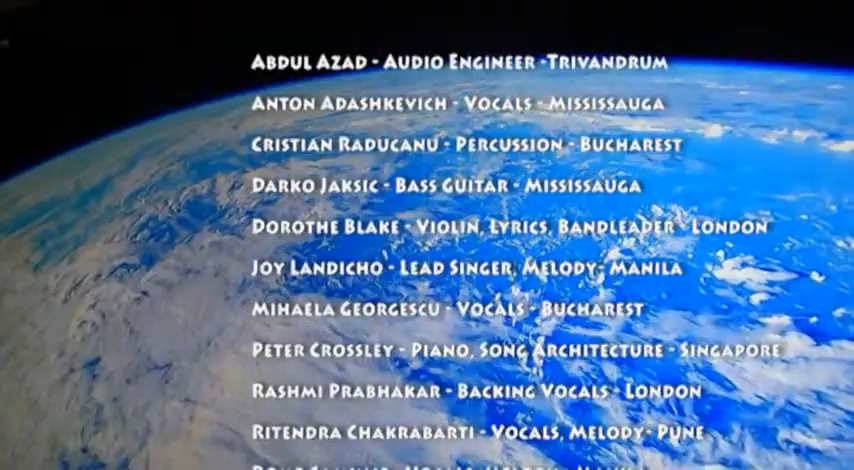 ABDUL AZAD - AUDIO ENGINEER -TRIVANDRUM
ANTON ADASHKEVICH - VOCALS - MISSISSAUGA
CRISTIAN RADUCANU - PERCUSSION - BUCHAREST
DARKO JAKSIC - BASS GUITAR - MISSISSAUGA
DOROTHE BLAKE - VIOLIN, LYRICS, BANDLEADER - LONDON
JOY LANDICHO - LEAD SINGER, MELODY- MANILA
MIHAELA GEORGESCU - VOCALS - BUCHAREST
PETER CROSSLEY - PIANO, SONG ARCHITECTURE - SINGAPORE
RASHMI PRABHAKAR - BACKING VOCALS - LONDON
RITENDRA CHAKRABARTI - VOCALS, MELODY- PUNE